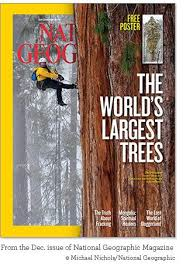 NAT
GEOG
FREE
POSTER
THE
WORLD'S
LARGEST
TREES
The Truth
About
Fracking
Mongolia:
Spiritual
Healers
The Lost
World of
Doggerland
From the Dec. issue of National Geographic Magazine
© Michael Nichols/ National Geographic